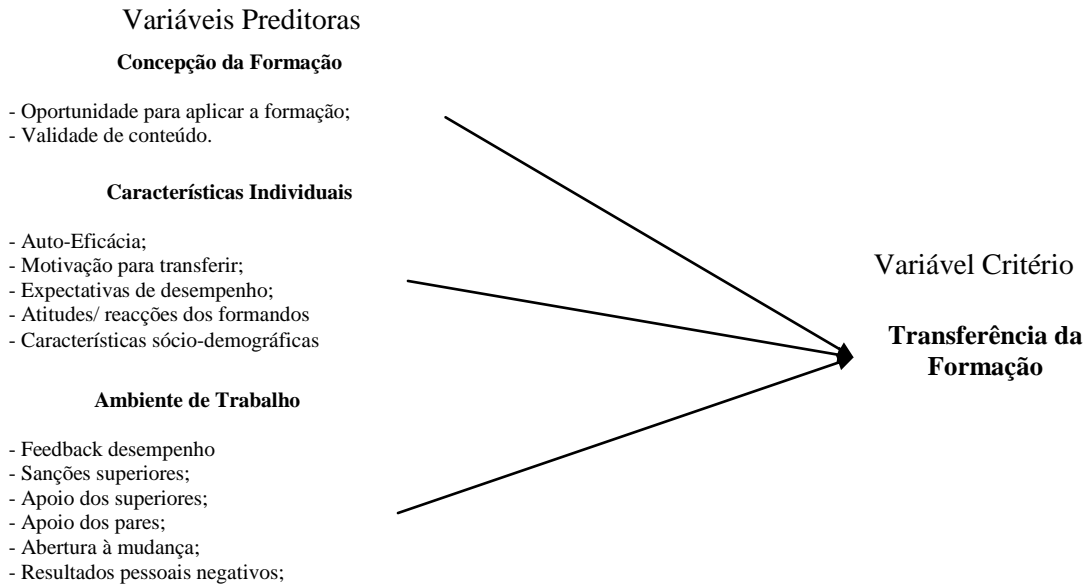 Variáveis Preditoras
Concepção da Formação
- Oportunidade para aplicar a formação;
- Validade de conteúdo.
Características Individuais
- Auto-Eficácia;
- Motivação para transferir;
- Expectativas de desempenho;
- Atitudes/ reacções dos formandos
- Características sócio-demográficas
Ambiente de Trabalho
- Feedback desempenho
- Sanções superiores;
- Apoio dos superiores;
- Apoio dos pares;
- Abertura à mudança;
- Resultados pessoais negativos;
Variável Critério
Transferência da
Formação